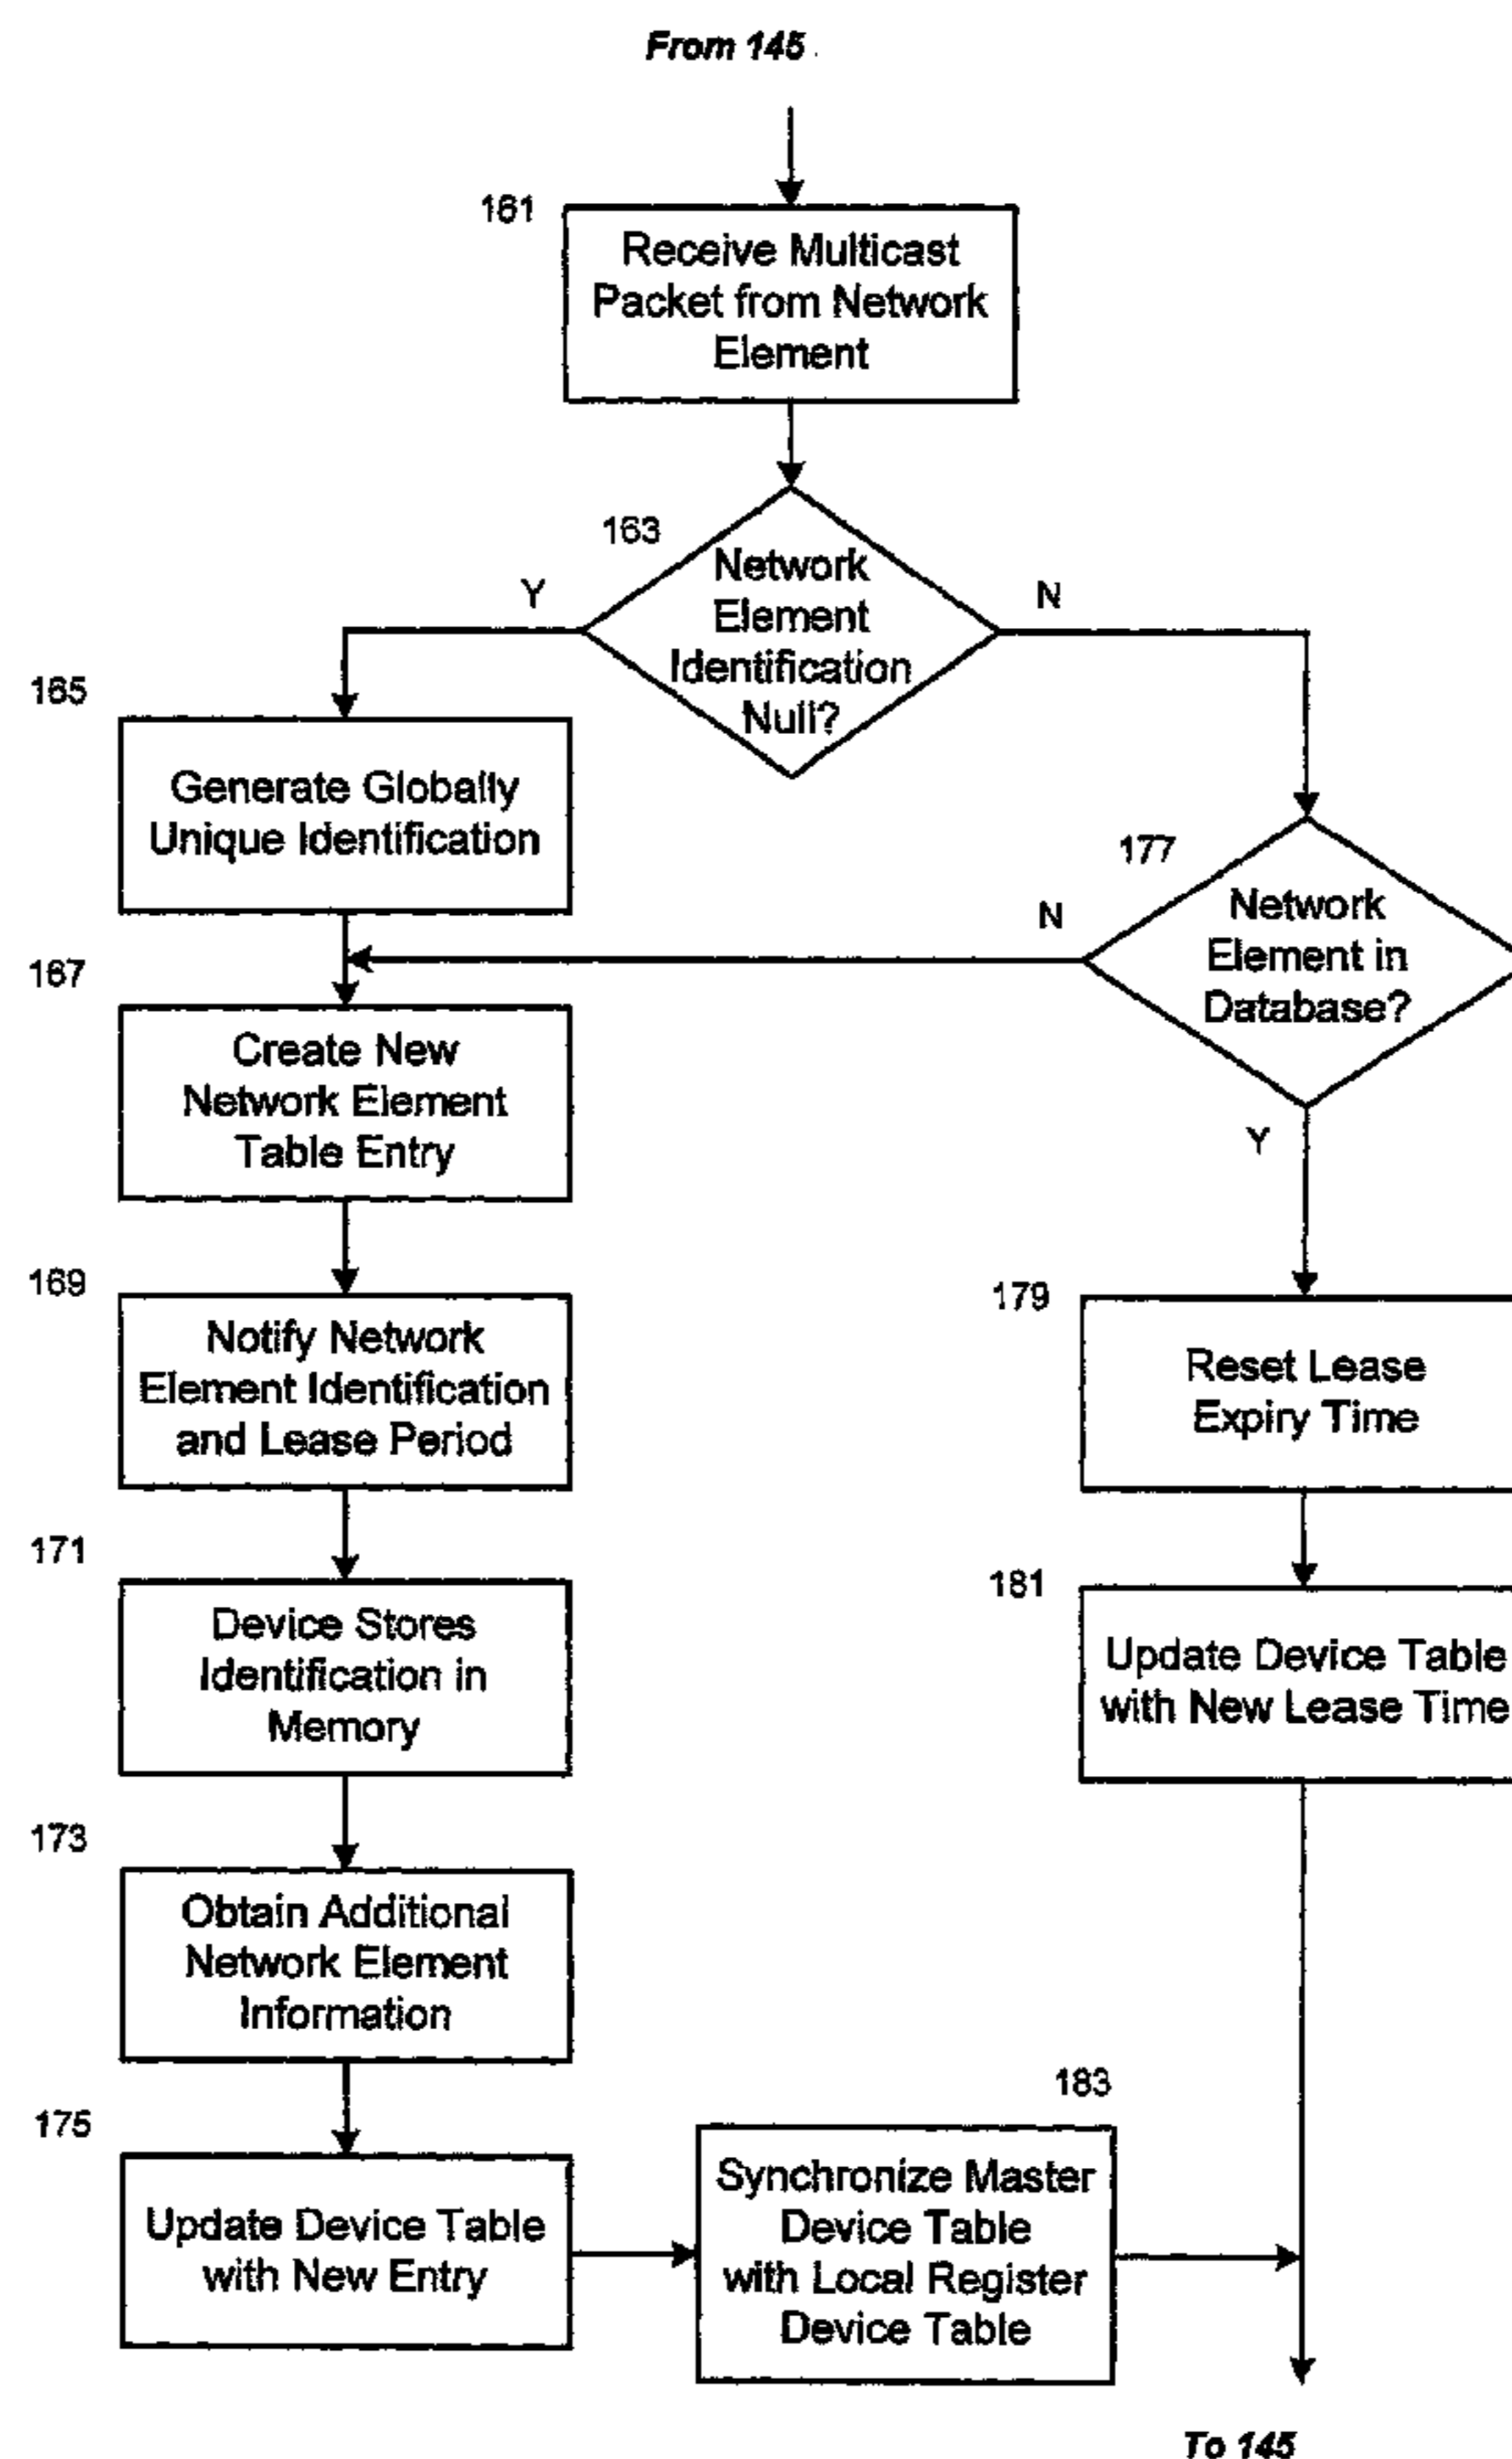 From 145
161
Receive Multicast
Packet from Network
Element
163
Network
Element
Identification
Null?
Y
N
165
Generate Globally
Unique Identification
177
Network
Element in
Database?
N
Y
167
Create New
Network Element
Table Entry
169
Notify Network
Element Identification
and Lease Period
179
Reset Lease
Expiry Time
171
Device Stores
Identification in
Memory
181
Update Device Table
with New Lease Time
173
Obtain Additional
Network Element
Information
175
Update Device Table
with New Entry
183
Synchronize Master
Device Table
with Local Register
Device Table
To 145